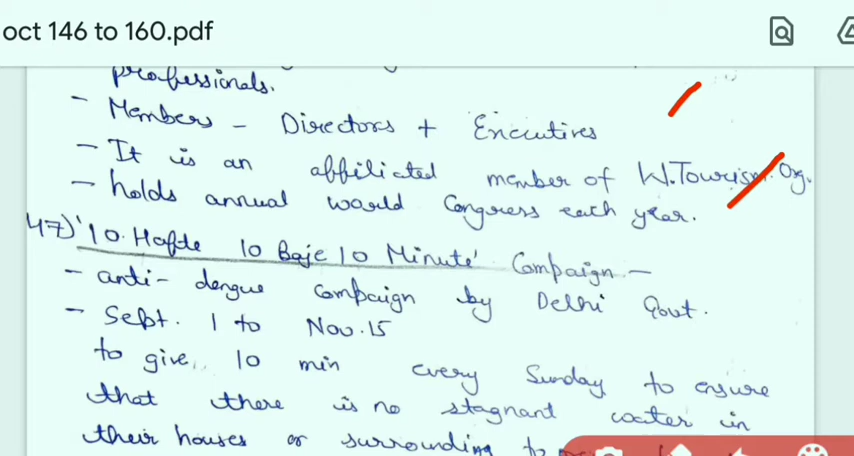 oct 146 to 160.pdf
professionals.
- Members - Directors + Executives
- It is an affiliated member of W.Tourism.Org.
- holds annual world Congress each year.
47) '10 Hafte 10 Baje 10 Minute' Compaign -
- anti-dengue compaign by Delhi Govt.
- Sept. 1 to Nov.15
to give 10 min every Sunday to ensure
that there is no stagnant water in
their houses or surrounding to